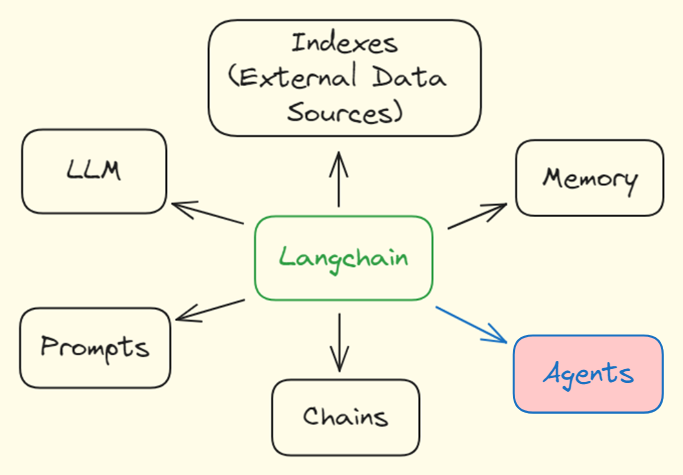 Indexes
(External Data
Sources)
LLM
Memory
Langchain
Prompts
Agents
Chains